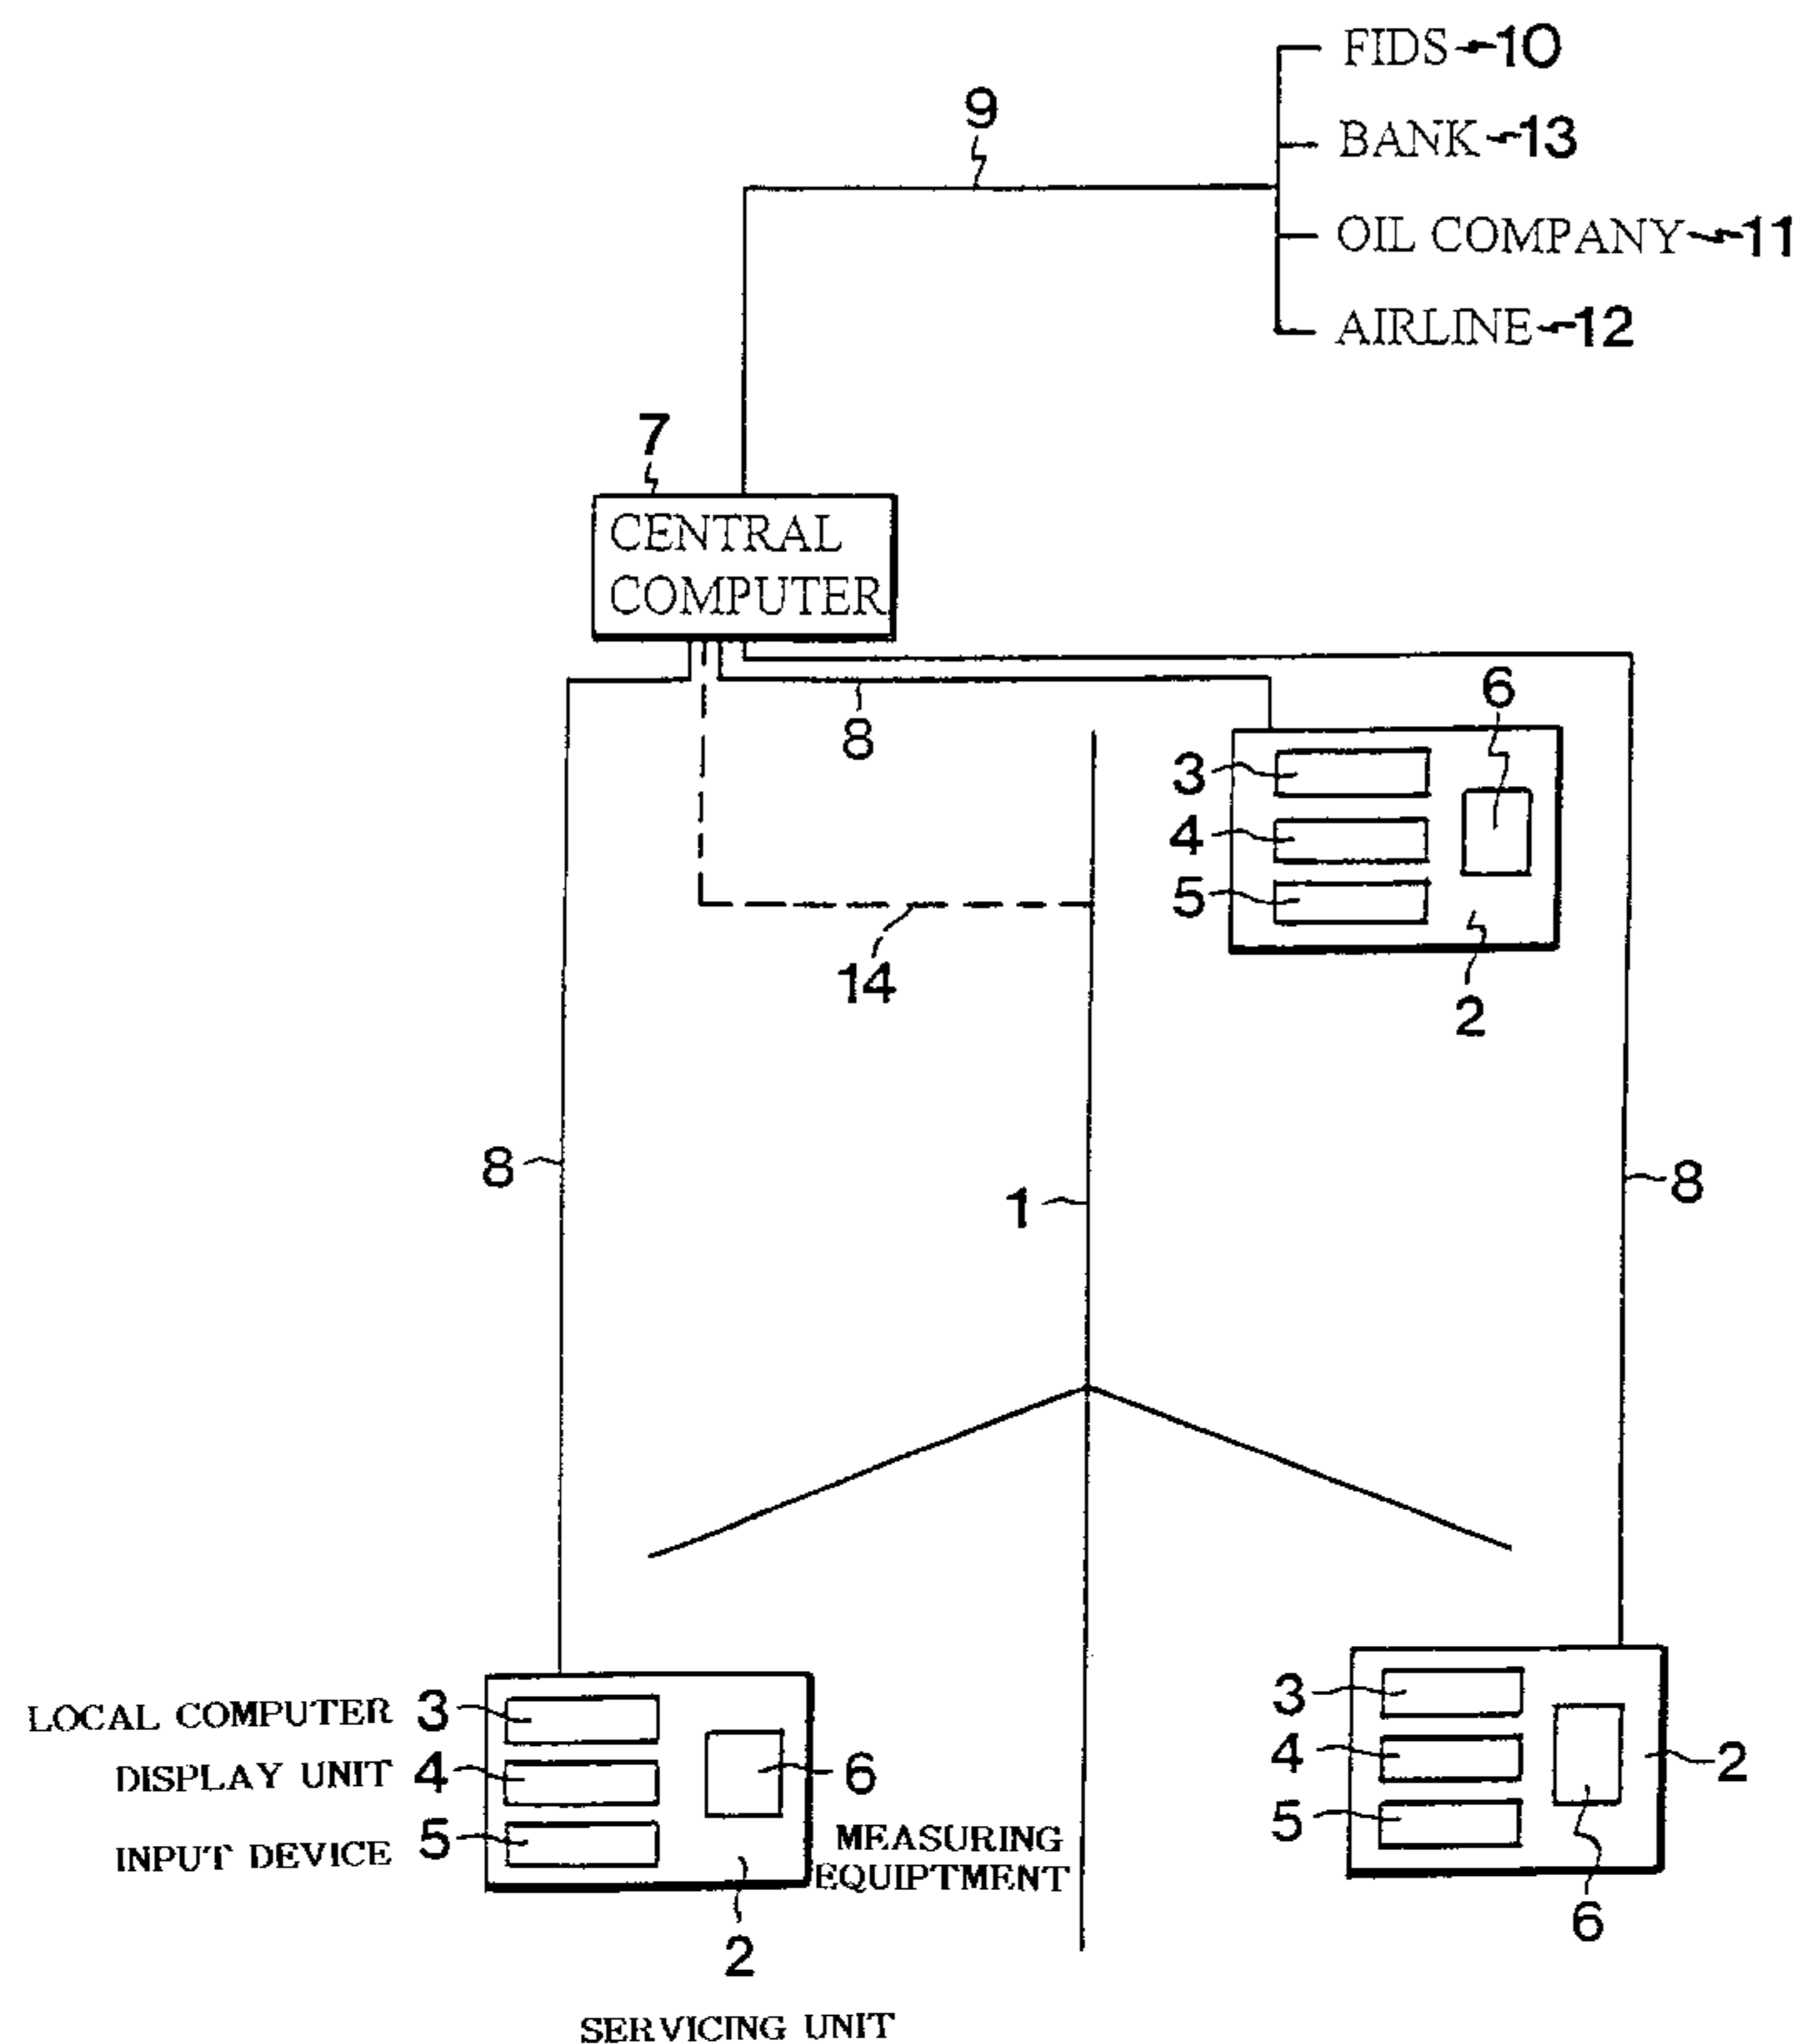 FIDS 10
9
BANK 13
OIL COMPANY 11
AIRLINE 12
7
CENTRAL
COMPUTER
8
6
3
4
5
14
2
8
1
8
LOCAL COMPUTER 3
DISPLAY UNIT 4
6
INPUT DEVICE 5
MEASURING
EQUIPTMENT
2
SERVICING UNIT
3
4
2
5
6